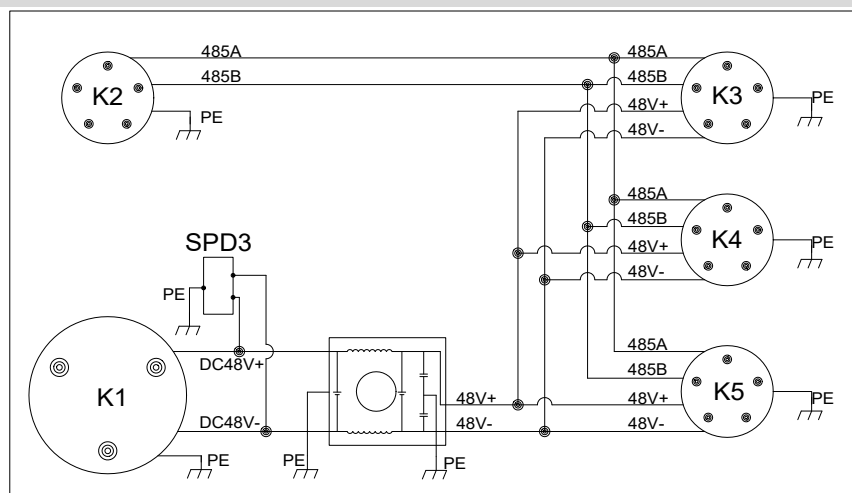 485A
485A
485B
485B
K2
K3
PE
PE
48V+
48V-
485A
485B
SPD3
K4
PE
48V+
48V-
PE
485A
DC48V+
485B
K1
K5
PE
48V+
48V+
DC48V-
48V-
48V-
PE
PE
PE